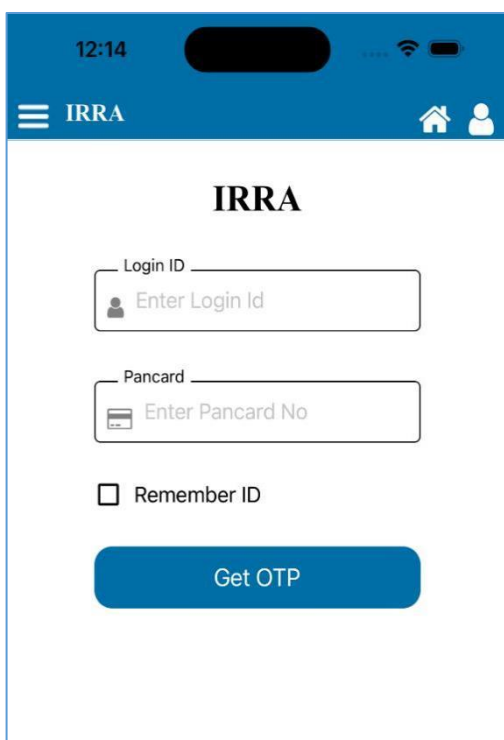 12:14
IRRA
IRRA
Login ID
Enter Login Id
Pancard
Enter Pancard No
Remember ID
Get OTP